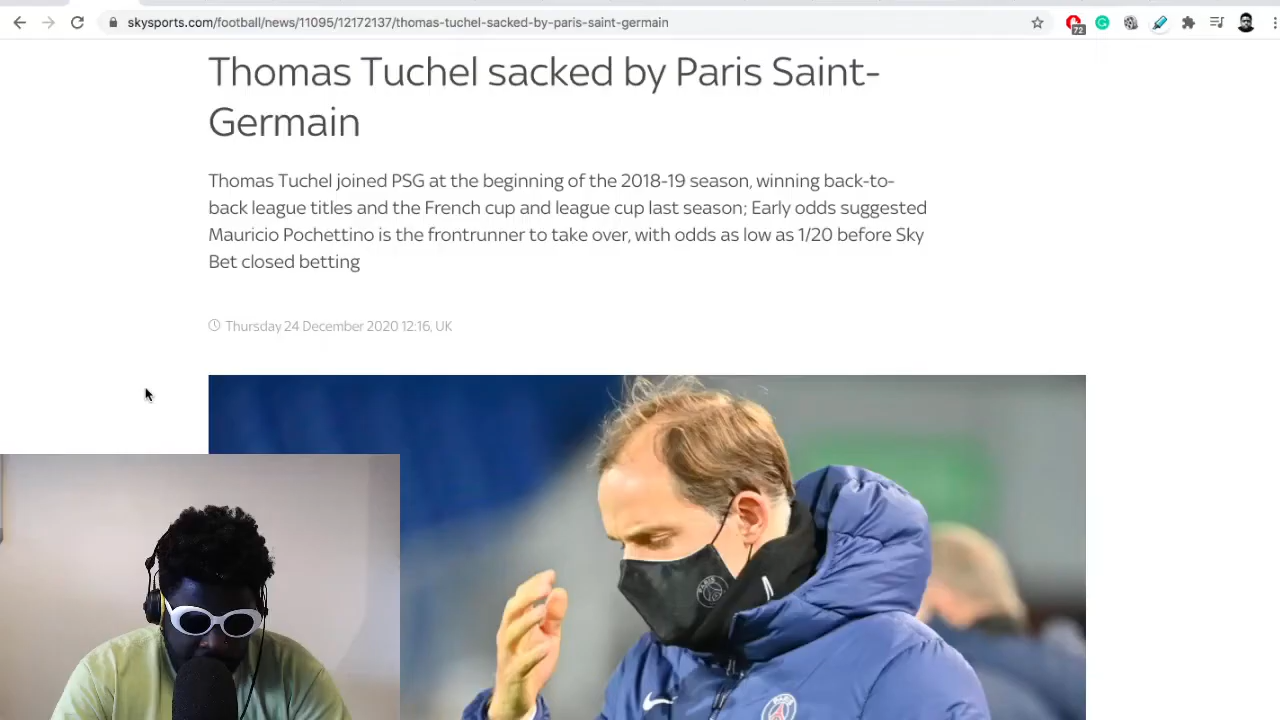 skysports.com/football/news/11095/12172137/thomas-tuchel-sacked-by-paris-saint-germain
72
Thomas Tuchel sacked by Paris Saint-
Germain
Thomas Tuchel joined PSG at the beginning of the 2018-19 season, winning back-to-
back league titles and the French cup and league cup last season; Early odds suggested
Mauricio Pochettino is the frontrunner to take over, with odds as low as 1/20 before Sky
Bet closed betting
Thursday 24 December 2020 12:16, UK
PARIS
PARIS